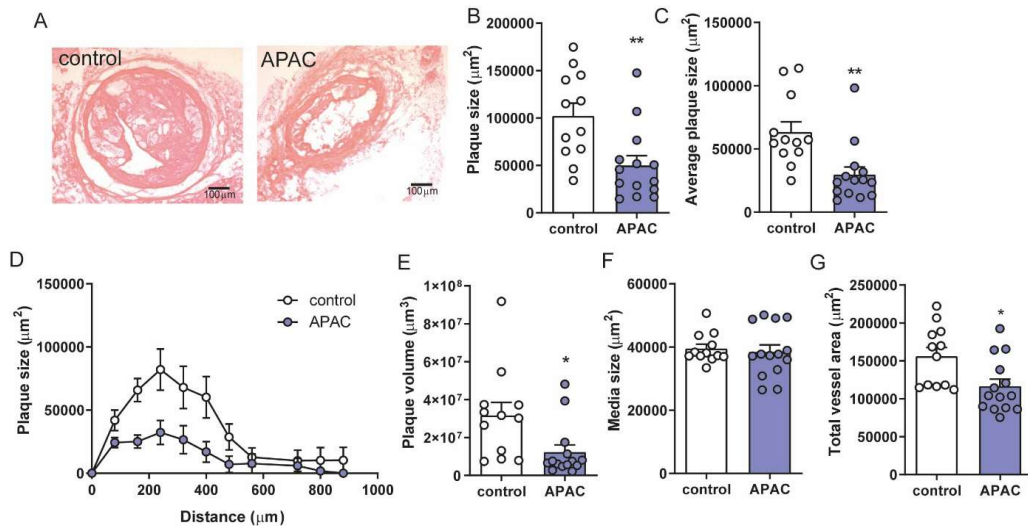 A
control
100μm
APAC
100μm
B
Plaque size (μm²)
200000
150000
100000
50000
0
**
control
APAC
C
Average plaque size (μm²)
150000
100000
50000
0
**
control
APAC
D
Plaque size (μm²)
150000
100000
50000
0
control
APAC
0
200
400
600
800
1000
Distance (μm)
E
Plaque volume (μm³)
1×10⁸
8×10⁷
6×10⁷
4×10⁷
2×10⁷
0
*
control
APAC
F
Media size (μm²)
60000
40000
20000
0
control
APAC
G
Total vessel area (μm²)
250000
200000
150000
100000
50000
0
*
control
APAC